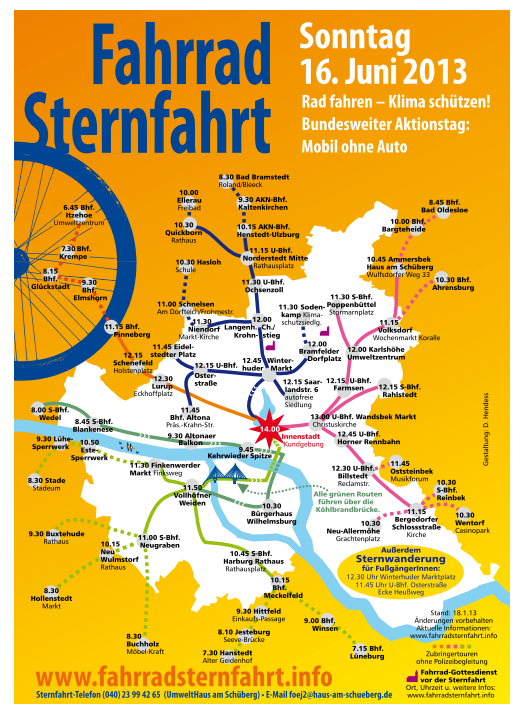 Fahrrad
Sternfahrt
Sonntag
16. Juni 2013
Rad fahren – Klima schützen!
Bundesweiter Aktionstag:
Mobil ohne Auto
8.30 Bad Bramstedt
Roland/Bleeck
10.00
Ellerau
Freibad
9.30 AKN-Bhf.
Kaltenkirchen
8.45 Bhf.
Bad Oldesloe
6.45 Bhf.
Itzehoe
Umweltzentrum
10.30
Quickborn
Rathaus
10.15 AKN-Bhf.
Henstedt-Ulzburg
10.00 Bhf.
Bargteheide
7.30 Bhf.
Krempe
11.15 U-Bhf.
Norderstedt Mitte
Rathausplatz
10.45 Ammersbek
Haus am Schüberg
Wulfsdorfer Weg 33
8.15
Bhf.
Glückstadt
10.30 Hasloh
Schule
9.30
Bhf.
Elmshorn
11.30 U-Bhf.
Ochsenzoll
10.30 Bhf.
Ahrensburg
11.00 Schnelsen
Am Dorfteich/Frohmestr.
11.30 Soden-
kamp Klima-
schutzsiedlg.
11.30 S-Bhf.
Poppenbüttel
Stormarnplatz
11.15 Bhf.
Pinneberg
11.30
Niendorf
Markt-Kirche
12.00
Langenh. Ch./
Krohn-stieg
11.15
Volksdorf
Wochenmarkt Koralle
12.15
Schenefeld
Holstenplatz
11.45 Eidel-
stedter Platz
12.00
Bramfelder
Dorfplatz
12.00 Karlshöhe
Umweltzentrum
12.30
Lurup
Eckhoffplatz
12.15 U-Bhf.
Oster-
straße
12.45 Winter-
huder Markt
12.15 Saar-
landstr. 6
autofreie
Siedlung
12.15 U-Bhf.
Farmsen
12.15 S-Bhf.
Rahlstedt
8.00 S-Bhf.
Wedel
11.45
Bhf. Altona
Präs.-Krahn-Str.
8.45 S-Bhf.
Blankenese
13.00 U-Bhf. Wandsbek Markt
Christuskirche
14.00
Innenstadt
Kundgebung
12.45 U-Bhf.
Horner Rennbahn
9.30 Lühe-
Sperrwerk
10.50
Este-
Sperrwerk
9.30 Altonaer
Balkon
9.45
Kehrwieder Spitze
11.30 Finkenwerder
Markt Finksweg
12.30 U-Bhf.
Billstedt
Reclamstr.
11.45
Oststeinbek
Musikforum
8.30 Stade
Stadeum
11.50
Vollhöfner
Weiden
Alle grünen Routen
führen über die
Köhlbrandbrücke.
10.30
S-Bhf.
Reinbek
10.30
Bürgerhaus
Wilhelmsburg
10.30
Neu-Allermöhe
Grachtenplatz
11.15
Bergedorfer
Schlossstraße
Kirche
10.30
Wentorf
Casinopark
9.30 Buxtehude
Rathaus
10.15
Neu
Wulmstorf
Rathaus
11.00 S-Bhf.
Neugraben
10.45 S-Bhf.
Harburg Rathaus
Rathausplatz
Außerdem
Sternwanderung
für FußgängerInnen:
12.30 Uhr Winterhuder Marktplatz
11.45 Uhr U-Bhf. Osterstraße
Ecke Heußweg
8.30
Hollenstedt
Markt
10.15
Bhf.
Meckelfeld
9.30 Hittfeld
Einkaufs-Passage
9.00 Bhf.
Winsen
8.30
Buchholz
Möbel-Kraft
8.10 Jesteburg
Seeve-Brücke
7.30 Hanstedt
Alter Geidenhof
7.15 Bhf.
Lüneburg
Gestaltung: D. Hendess
Stand: 18.1.13
Änderungen vorbehalten
Aktuelle Informationen:
www.fahrradsternfahrt.info
Zubringertouren
ohne Polizeibegleitung
Fahrrad-Gottesdienst
vor der Sternfahrt
Ort, Uhrzeit u. weitere Infos:
www.fahrradsternfahrt.info
www.fahrradsternfahrt.info
Sternfahrt-Telefon (040) 23 99 42 65 (UmweltHaus am Schüberg) • E-Mail foej2@haus-am-schueberg.de